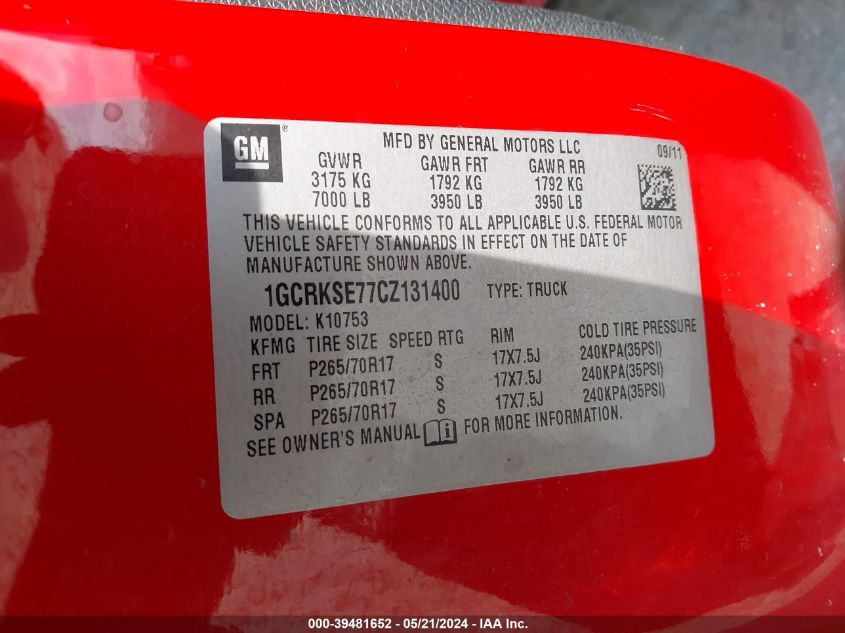 GM®
MFD BY GENERAL MOTORS LLC
09/11
GVWR GAWR FRT GAWR RR
3175 KG 1792 KG 1792 KG
7000 LB 3950 LB 3950 LB
THIS VEHICLE CONFORMS TO ALL APPLICABLE U.S. FEDERAL MOTOR
VEHICLE SAFETY STANDARDS IN EFFECT ON THE DATE OF
MANUFACTURE SHOWN ABOVE.
1GCRKSE77CZ131400 TYPE: TRUCK
MODEL: K10753
KFMG TIRE SIZE SPEED RTG RIM COLD TIRE PRESSURE
FRT P265/70R17 S 17X7.5J 240KPA(35PSI)
RR P265/70R17 S 17X7.5J 240KPA(35PSI)
SPA P265/70R17 S 17X7.5J 240KPA(35PSI)
SEE OWNER'S MANUAL FOR MORE INFORMATION.
000-39481652 - 05/21/2024 - IAA Inc.